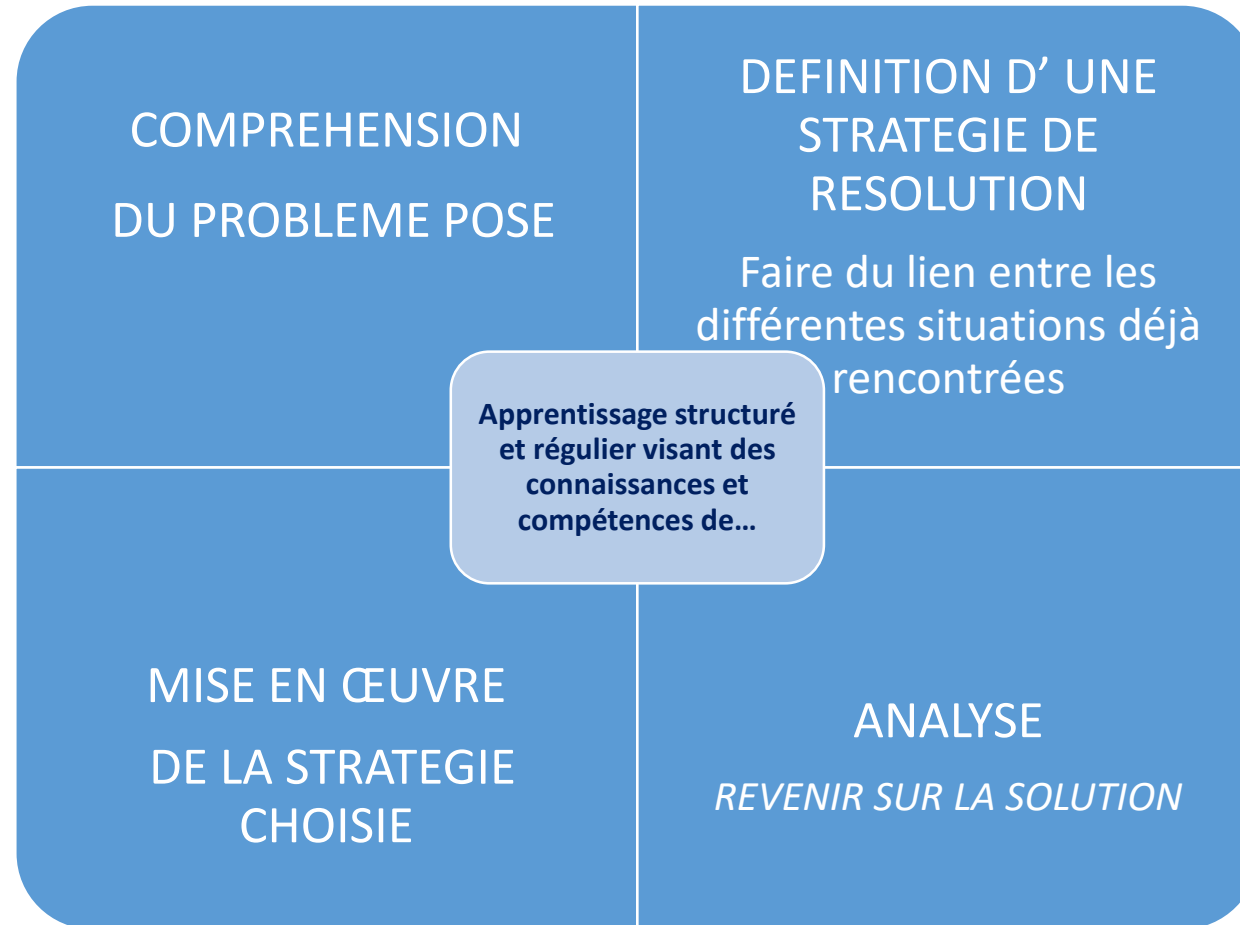 COMPREHENSION
DU PROBLEME POSE
DEFINITION D’ UNE
STRATEGIE DE
RESOLUTION
Faire du lien entre les
différentes situations déjà
rencontrées
Apprentissage structuré
et régulier visant des
connaissances et
compétences de…
MISE EN ŒUVRE
DE LA STRATEGIE
CHOISIE
ANALYSE
REVENIR SUR LA SOLUTION